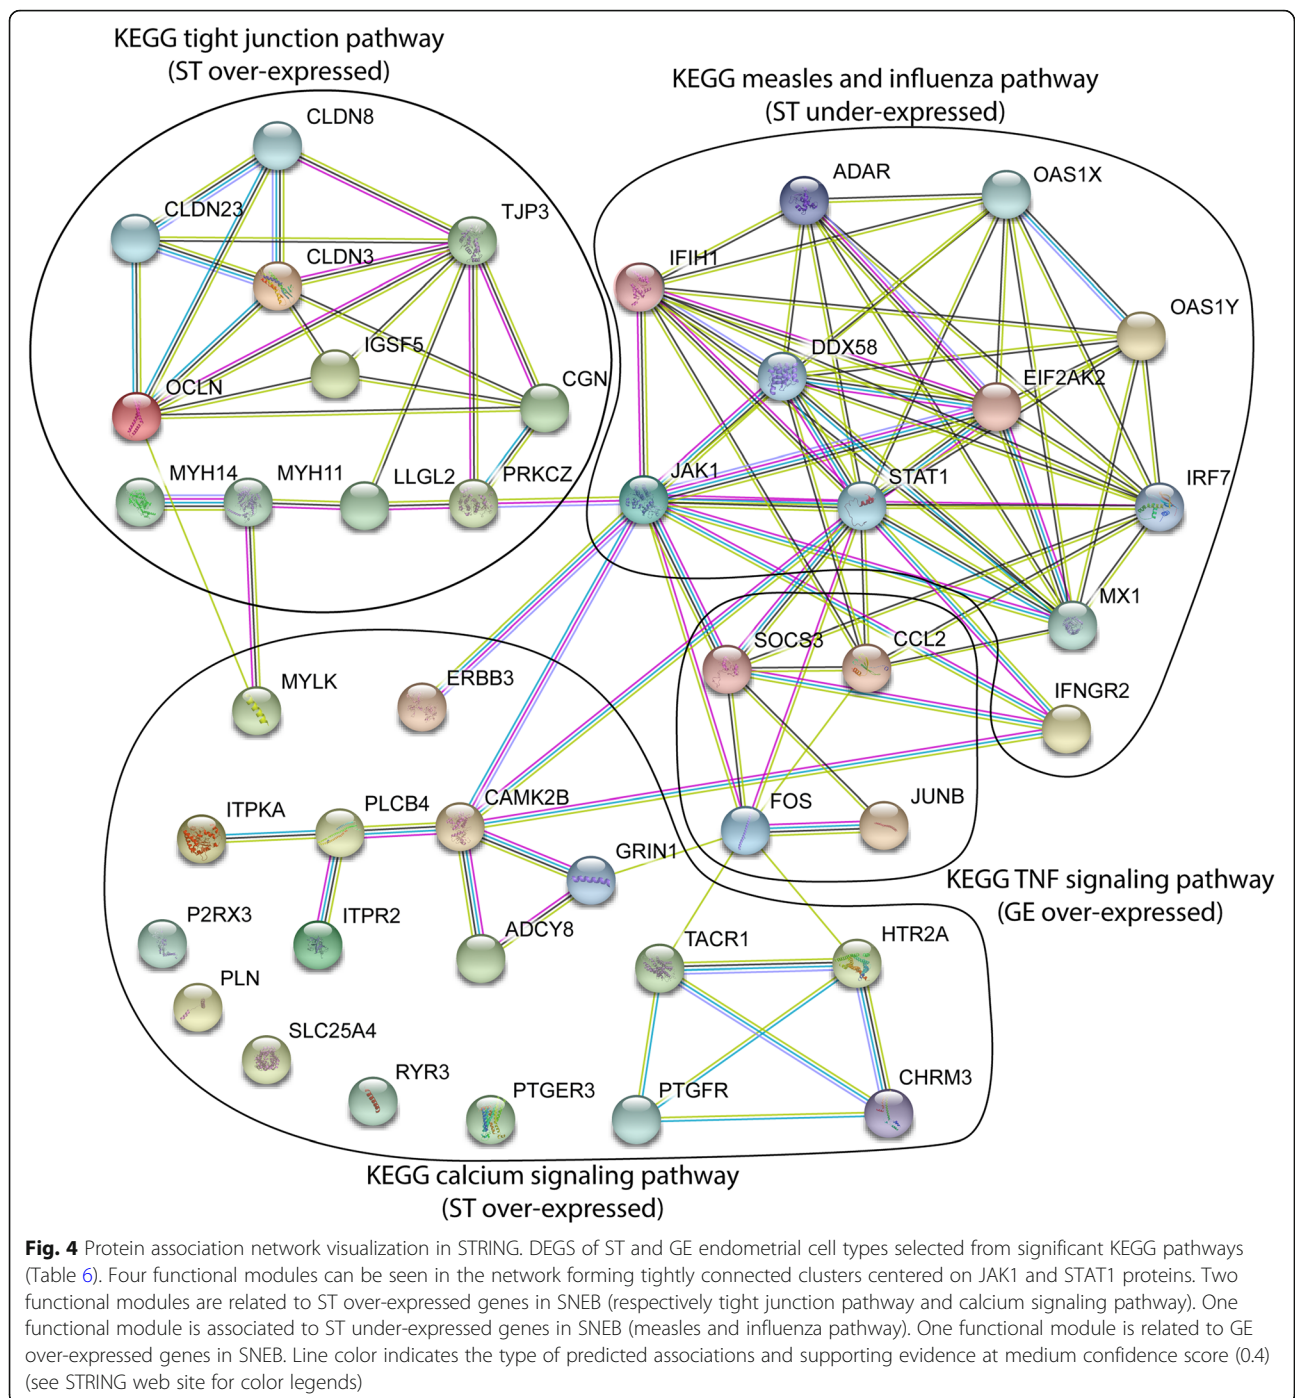 KEGG tight junction pathway
(ST over-expressed)
KEGG measles and influenza pathway
(ST under-expressed)
CLDN8
CLDN23
TJP3
CLDN3
IGSF5
OCLN
CGN
MYH14
MYH11
LLGL2
PRKCZ
ADAR
OAS1X
IFIH1
OAS1Y
DDX58
EIF2AK2
JAK1
STAT1
IRF7
MX1
SOCS3
CCL2
IFNGR2
MYLK
ERBB3
ITPKA
PLCB4
CAMK2B
FOS
JUNB
GRIN1
KEGG TNF signaling pathway
(GE over-expressed)
P2RX3
ITPR2
ADCY8
TACR1
HTR2A
PLN
SLC25A4
RYR3
PTGER3
PTGFR
CHRM3
KEGG calcium signaling pathway
(ST over-expressed)
Fig. 4 Protein association network visualization in STRING. DEGS of ST and GE endometrial cell types selected from significant KEGG pathways
(Table 6). Four functional modules can be seen in the network forming tightly connected clusters centered on JAK1 and STAT1 proteins. Two
functional modules are related to ST over-expressed genes in SNEB (respectively tight junction pathway and calcium signaling pathway). One
functional module is associated to ST under-expressed genes in SNEB (measles and influenza pathway). One functional module is related to GE
over-expressed genes in SNEB. Line color indicates the type of predicted associations and supporting evidence at medium confidence score (0.4)
(see STRING web site for color legends)